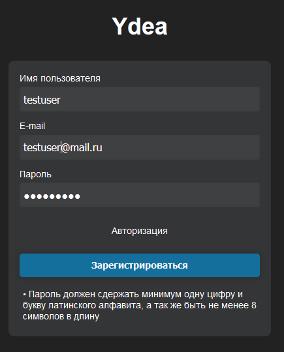 Ydea
Имя пользователя
testuser
E-mail
testuser@mail.ru
Пароль
●●●●●●●●●
Авторизация
Зарегистрироваться
• Пароль должен сдержать минимум одну цифру и
букву латинского алфавита, а так же быть не менее 8
символов в длину